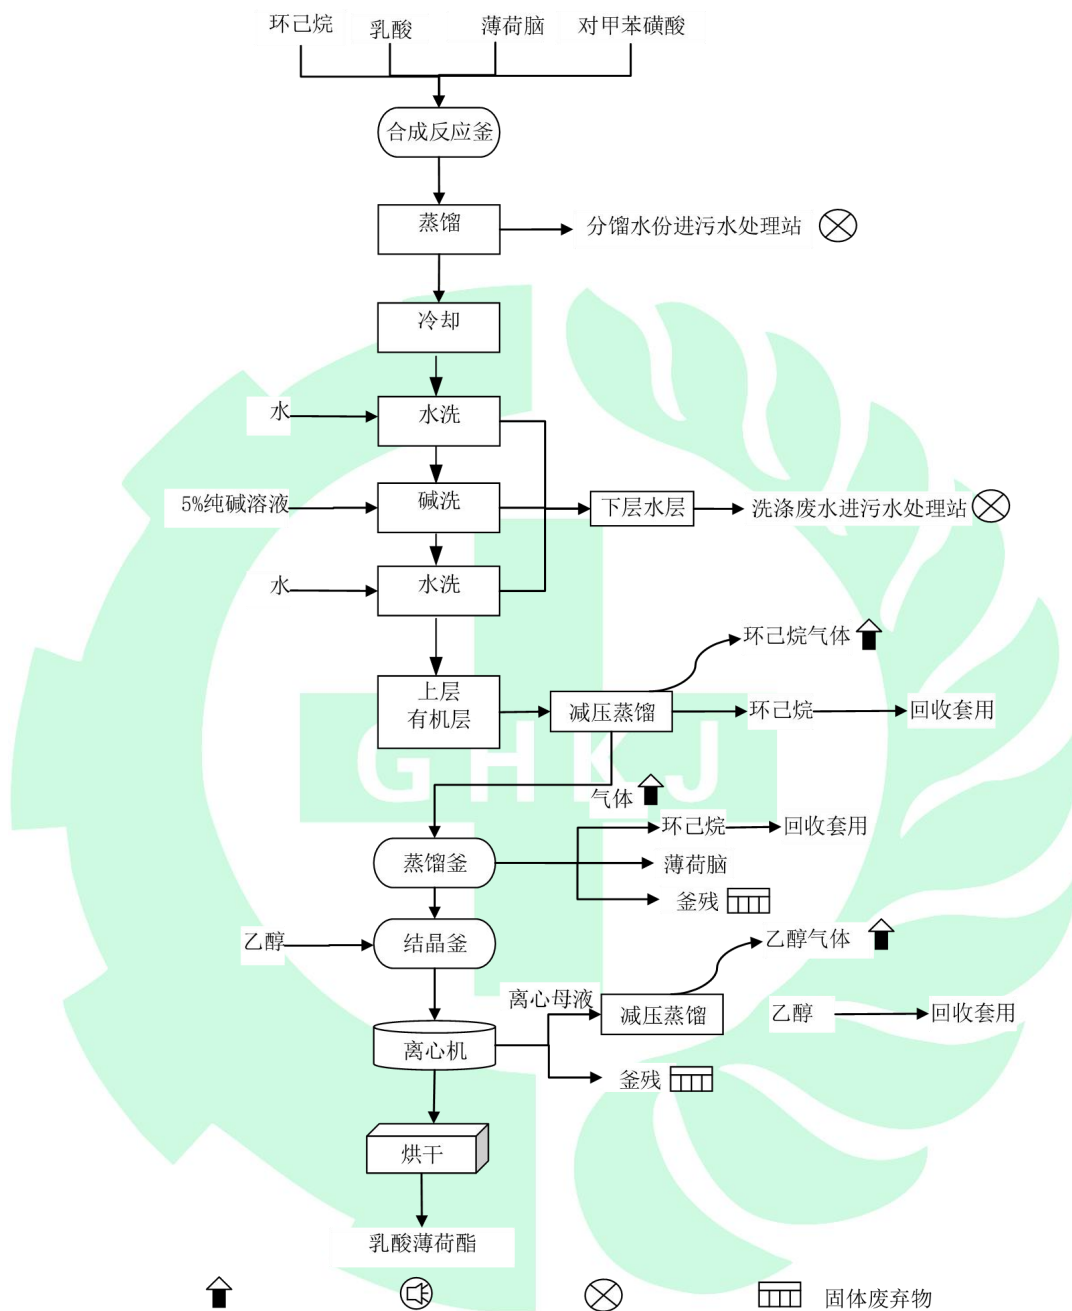 环己烷 乳酸 薄荷脑 对甲苯磺酸
合成反应釜
蒸馏 分馏水份进污水处理站
冷却
水 水洗
5%纯碱溶液 碱洗 下层水层 洗涤废水进污水处理站
水 水洗
环己烷气体
上层
有机层 减压蒸馏 环己烷 回收套用
GHKJ
气体
环己烷 回收套用
蒸馏釜 薄荷脑
釜残
乙醇 结晶釜 乙醇气体
离心母液 减压蒸馏 乙醇 回收套用
离心机
釜残
烘干
乳酸薄荷酯
固体废弃物